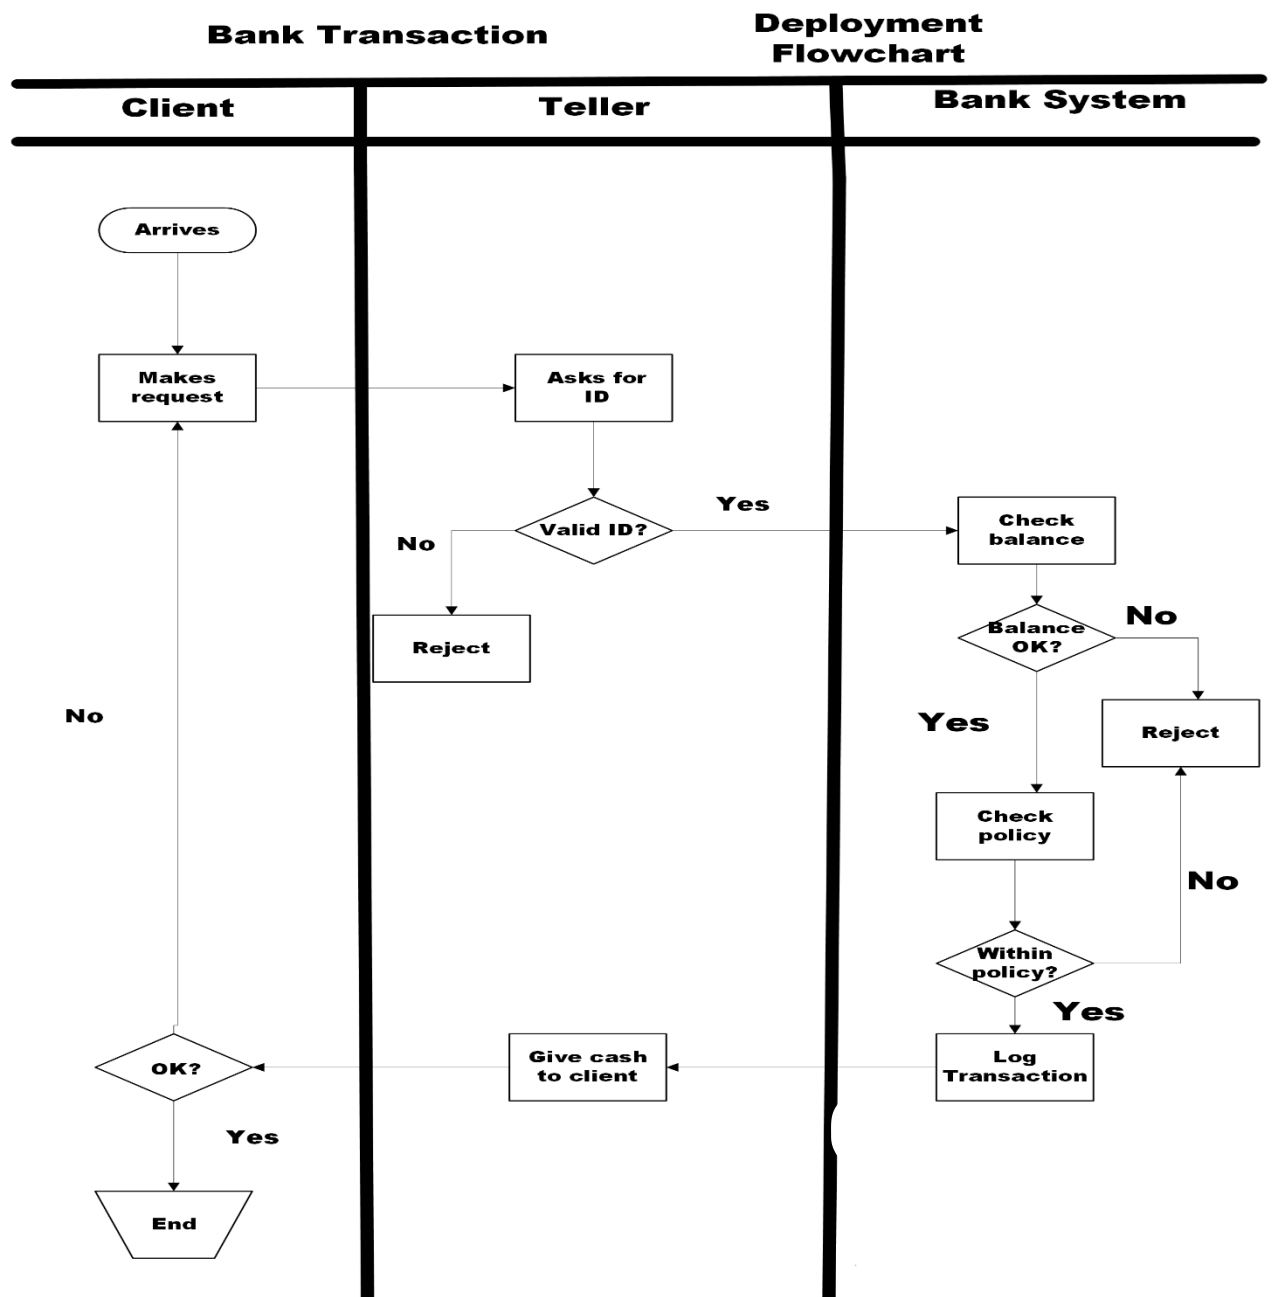 Bank Transaction
Deployment
Flowchart
Client
Teller
Bank System
Arrives
Makes
request
Asks for
ID
Valid ID?
Yes
No
Reject
Check
balance
Balance
OK?
No
Yes
Reject
Check
policy
No
Within
policy?
Yes
Log
Transaction
Give cash
to client
OK?
No
Yes
End